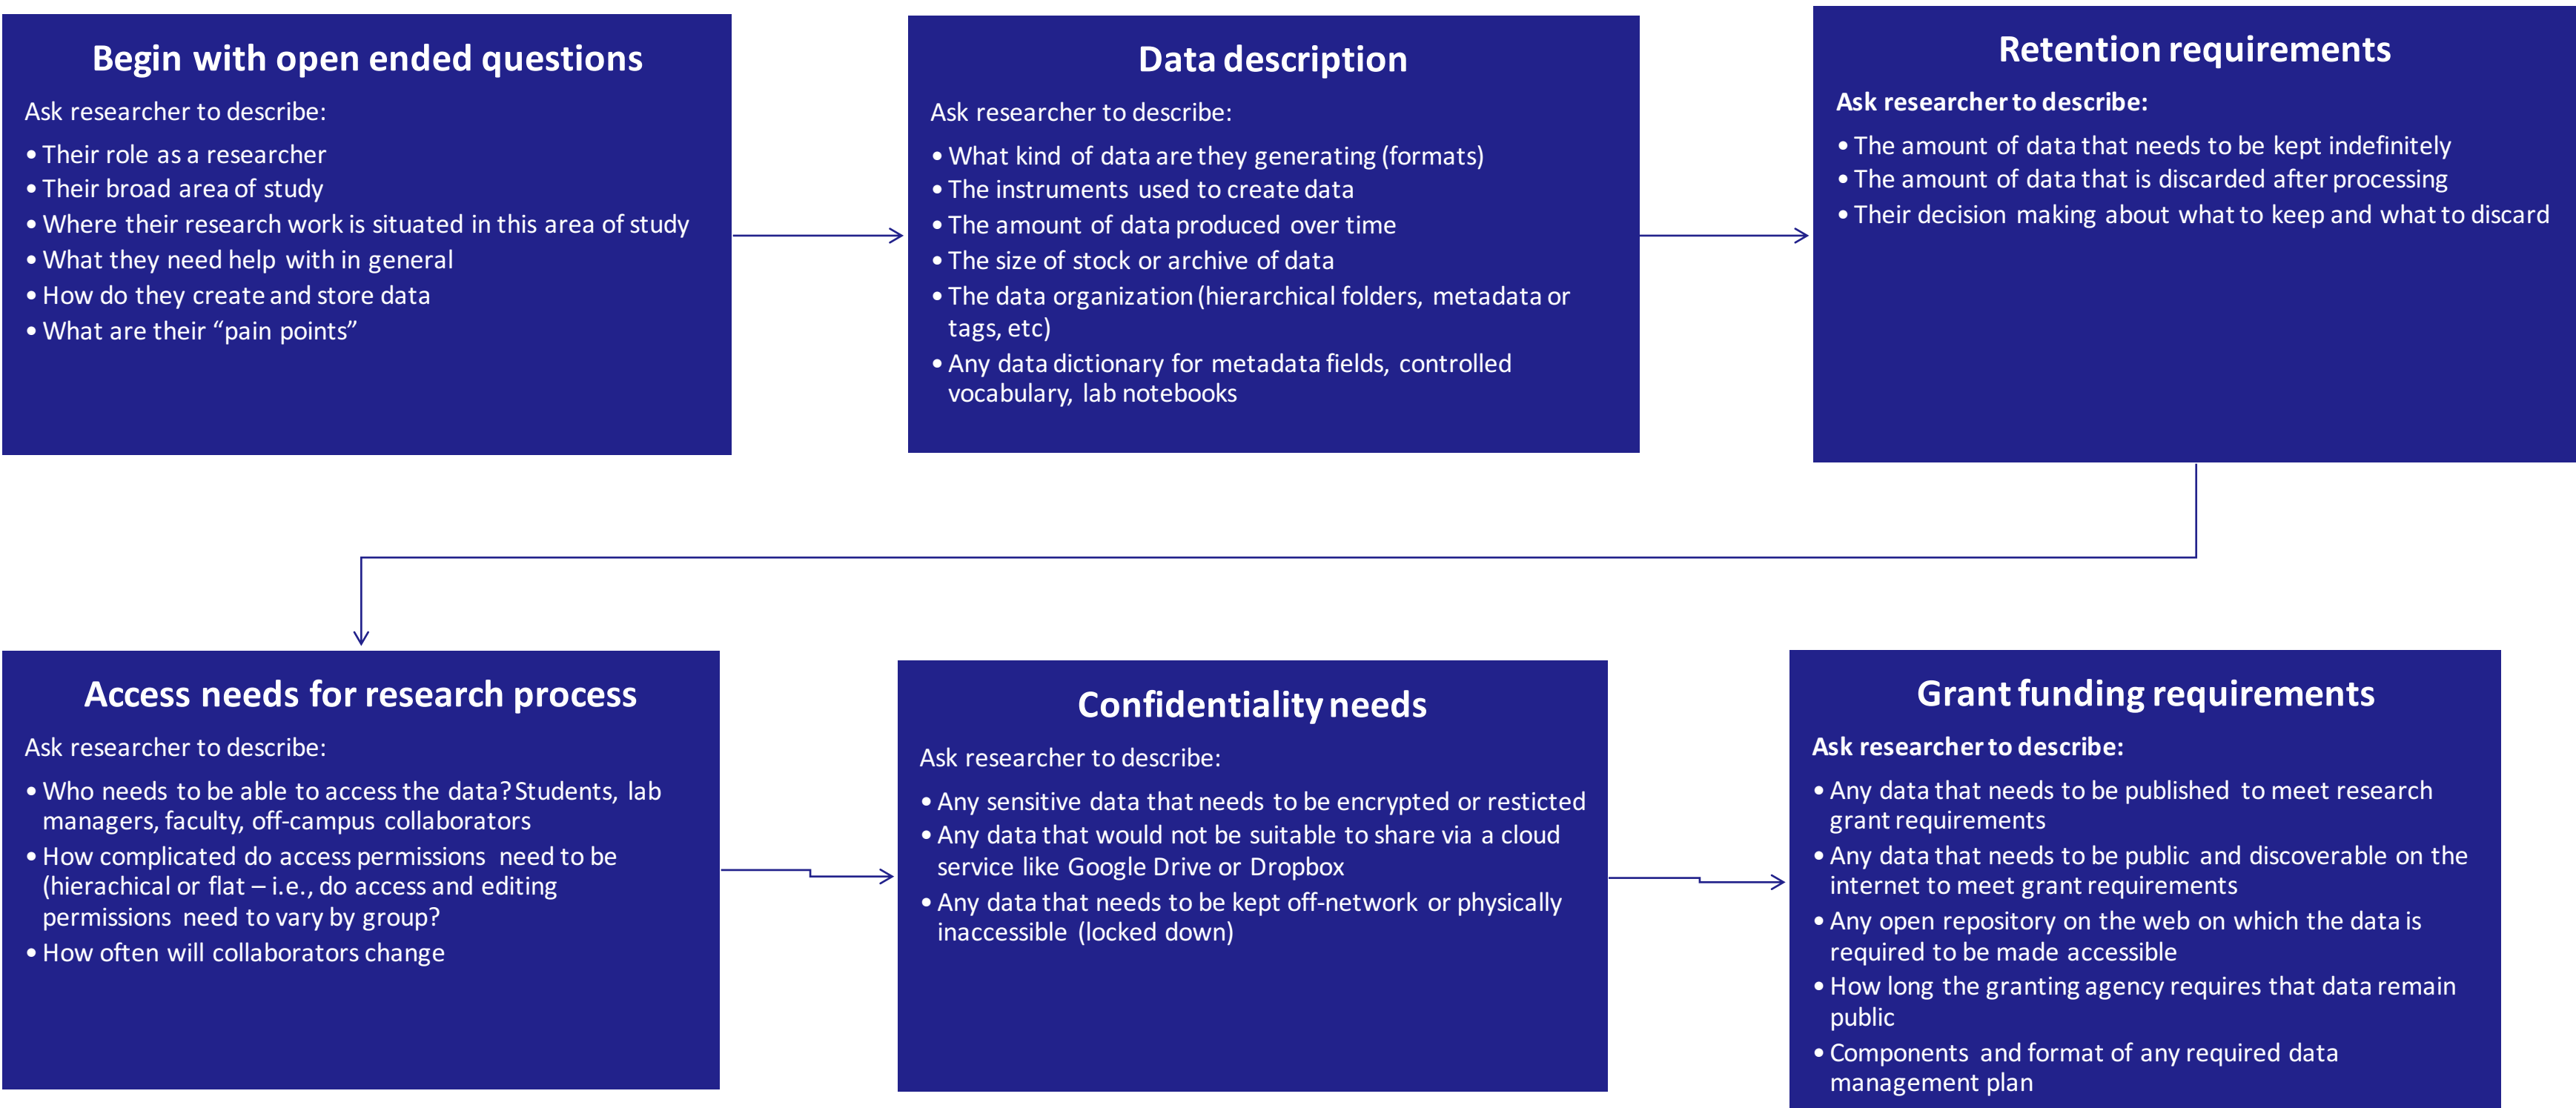 Begin with open ended questions
Ask researcher to describe:
• Their role as a researcher
• Their broad area of study
• Where their research work is situated in this area of study
• What they need help with in general
• How do they create and store data
• What are their “pain points”
Data description
Ask researcher to describe:
• What kind of data are they generating (formats)
• The instruments used to create data
• The amount of data produced over time
• The size of stock or archive of data
• The data organization (hierarchical folders, metadata or
tags, etc)
• Any data dictionary for metadata fields, controlled
vocabulary, lab notebooks
Retention requirements
Ask researcher to describe:
• The amount of data that needs to be kept indefinitely
• The amount of data that is discarded after processing
• Their decision making about what to keep and what to discard
Access needs for research process
Ask researcher to describe:
• Who needs to be able to access the data? Students, lab
managers, faculty, off-campus collaborators
• How complicated do access permissions need to be
(hierachical or flat – i.e., do access and editing
permissions need to vary by group?
• How often will collaborators change
Confidentiality needs
Ask researcher to describe:
• Any sensitive data that needs to be encrypted or resticted
• Any data that would not be suitable to share via a cloud
service like Google Drive or Dropbox
• Any data that needs to be kept off-network or physically
inaccessible (locked down)
Grant funding requirements
Ask researcher to describe:
• Any data that needs to be published to meet research
grant requirements
• Any data that needs to be public and discoverable on the
internet to meet grant requirements
• Any open repository on the web on which the data is
required to be made accessible
• How long the granting agency requires that data remain
public
• Components and format of any required data
management plan